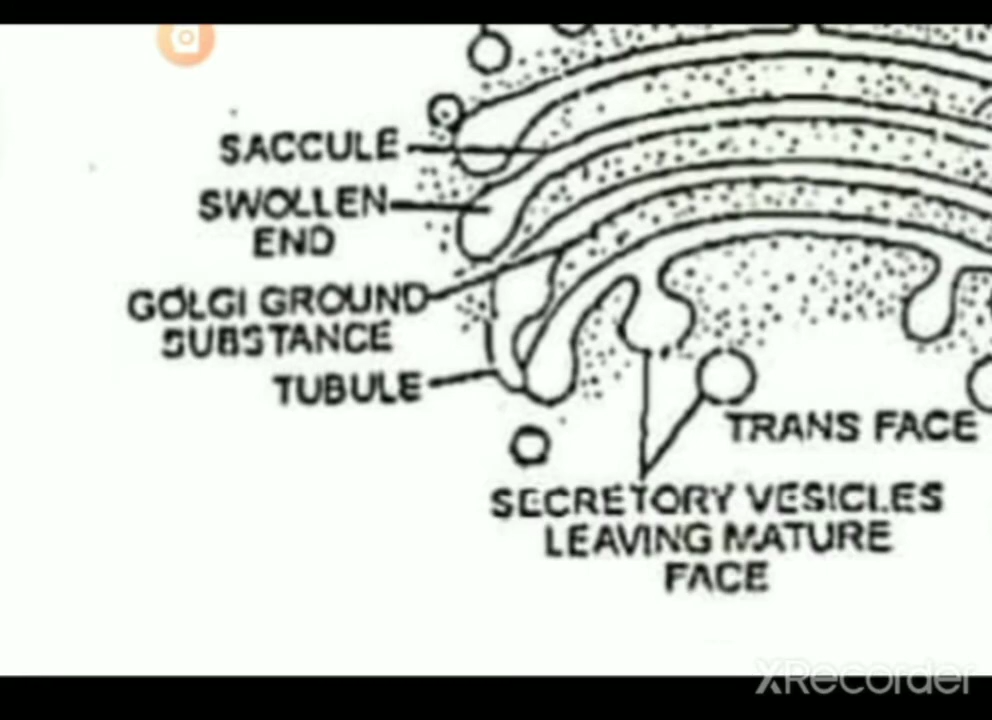 SACCULE
SWOLLEN
END
GOLGI GROUND
SUBSTANCE
TUBULE
TRANS FACE
SECRETORY VESICLES
LEAVING MATURE
FACE
XRecorder